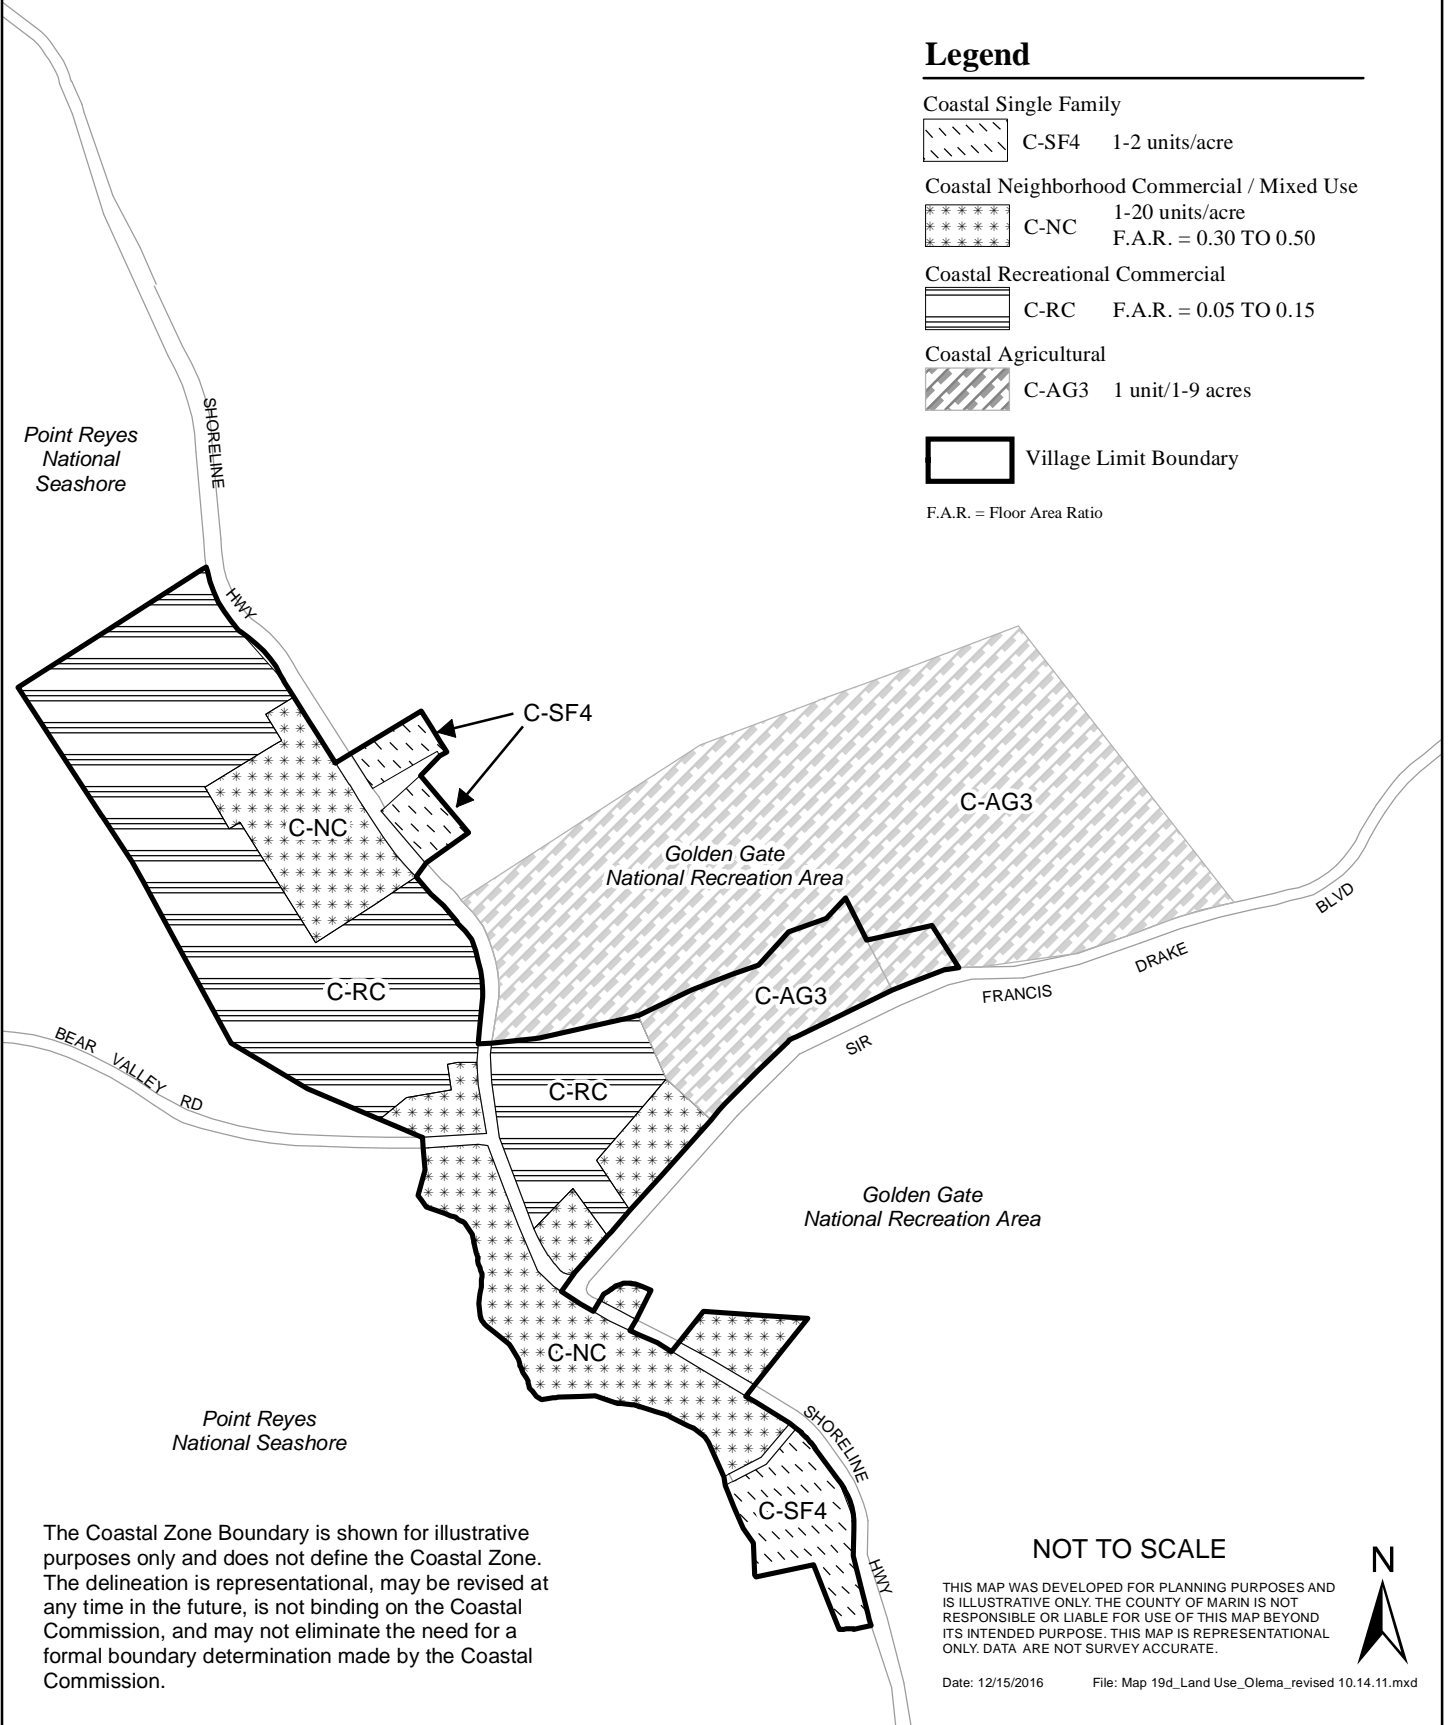 Legend
Coastal Single Family
C-SF4 1-2 units/acre
Coastal Neighborhood Commercial / Mixed Use
C-NC 1-20 units/acre
F.A.R. = 0.30 TO 0.50
Coastal Recreational Commercial
C-RC F.A.R. = 0.05 TO 0.15
Coastal Agricultural
C-AG3 1 unit/1-9 acres
Village Limit Boundary
F.A.R. = Floor Area Ratio
SHORELINE
HWY
Point Reyes
National
Seashore
C-SF4
C-NC
C-AG3
Golden Gate
National Recreation Area
C-RC
C-AG3
BLVD
DRAKE
FRANCIS
SIR
BEAR VALLEY RD
C-RC
Golden Gate
National Recreation Area
C-NC
Point Reyes
National Seashore
SHORELINE
HWY
C-SF4
The Coastal Zone Boundary is shown for illustrative
purposes only and does not define the Coastal Zone.
The delineation is representational, may be revised at
any time in the future, is not binding on the Coastal
Commission, and may not eliminate the need for a
formal boundary determination made by the Coastal
Commission.
NOT TO SCALE
N
THIS MAP WAS DEVELOPED FOR PLANNING PURPOSES AND
IS ILLUSTRATIVE ONLY. THE COUNTY OF MARIN IS NOT
RESPONSIBLE OR LIABLE FOR USE OF THIS MAP BEYOND
ITS INTENDED PURPOSE. THIS MAP IS REPRESENTATIONAL
ONLY. DATA ARE NOT SURVEY ACCURATE.
Date: 12/15/2016 File: Map 19d_Land Use_Olema_revised 10.14.11.mxd